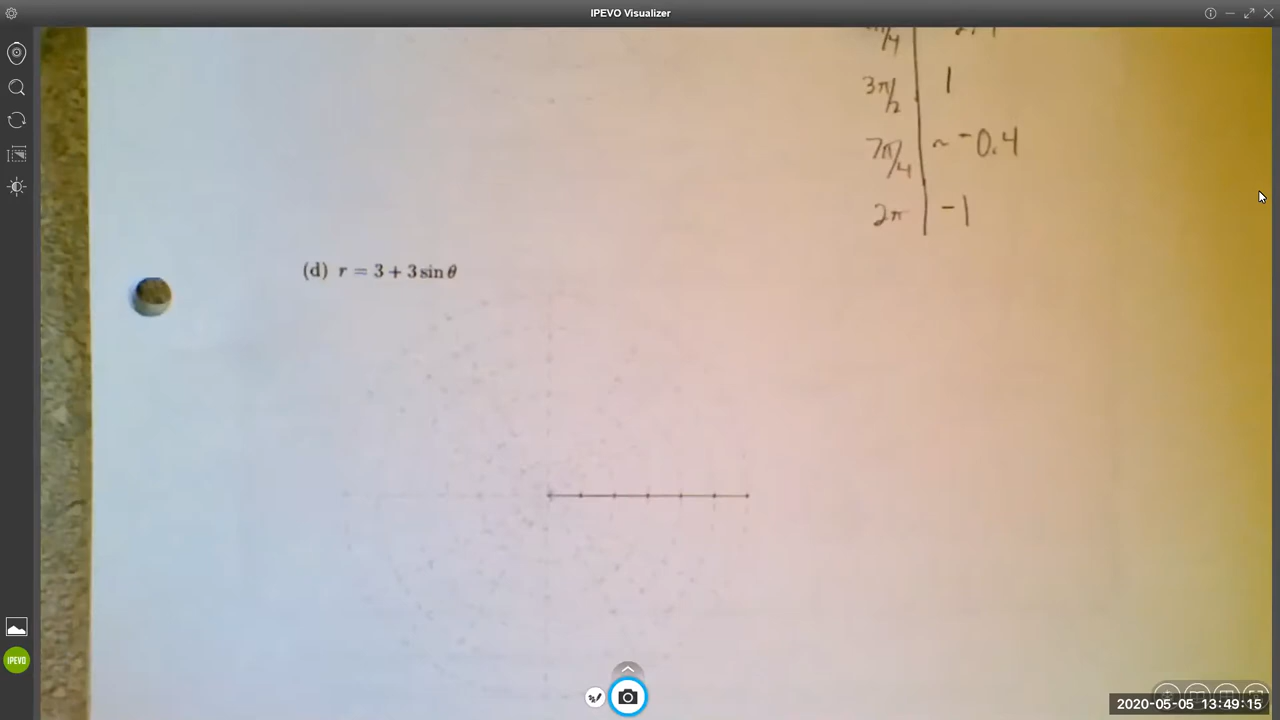 IPEVO Visualizer
3π/2 | 1
7π/4 | ~ -0.4
2π | -1
(d) r = 3 + 3 sin θ
IPEVO
2020-05-05 13:49:15